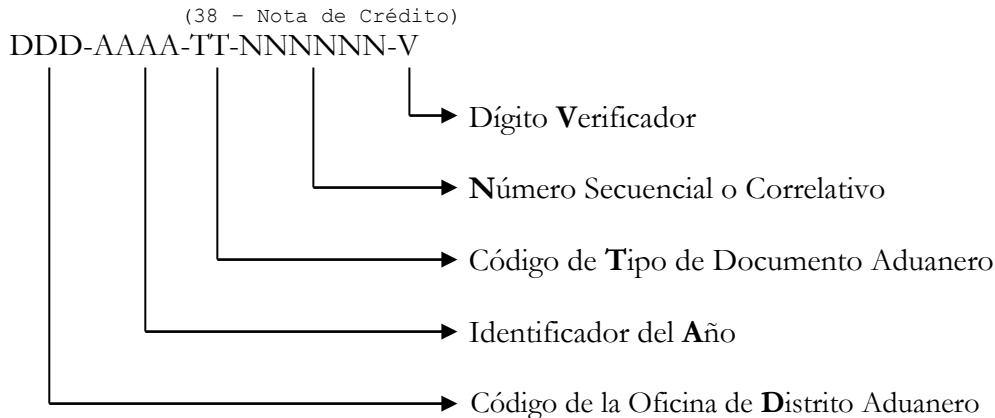 (38 – Nota de Crédito)
DDD-AAAA-TT-NNNNNN-V
Dígito Verificador
Número Secuencial o Correlativo
Código de Tipo de Documento Aduanero
Identificador del Año
Código de la Oficina de Distrito Aduanero